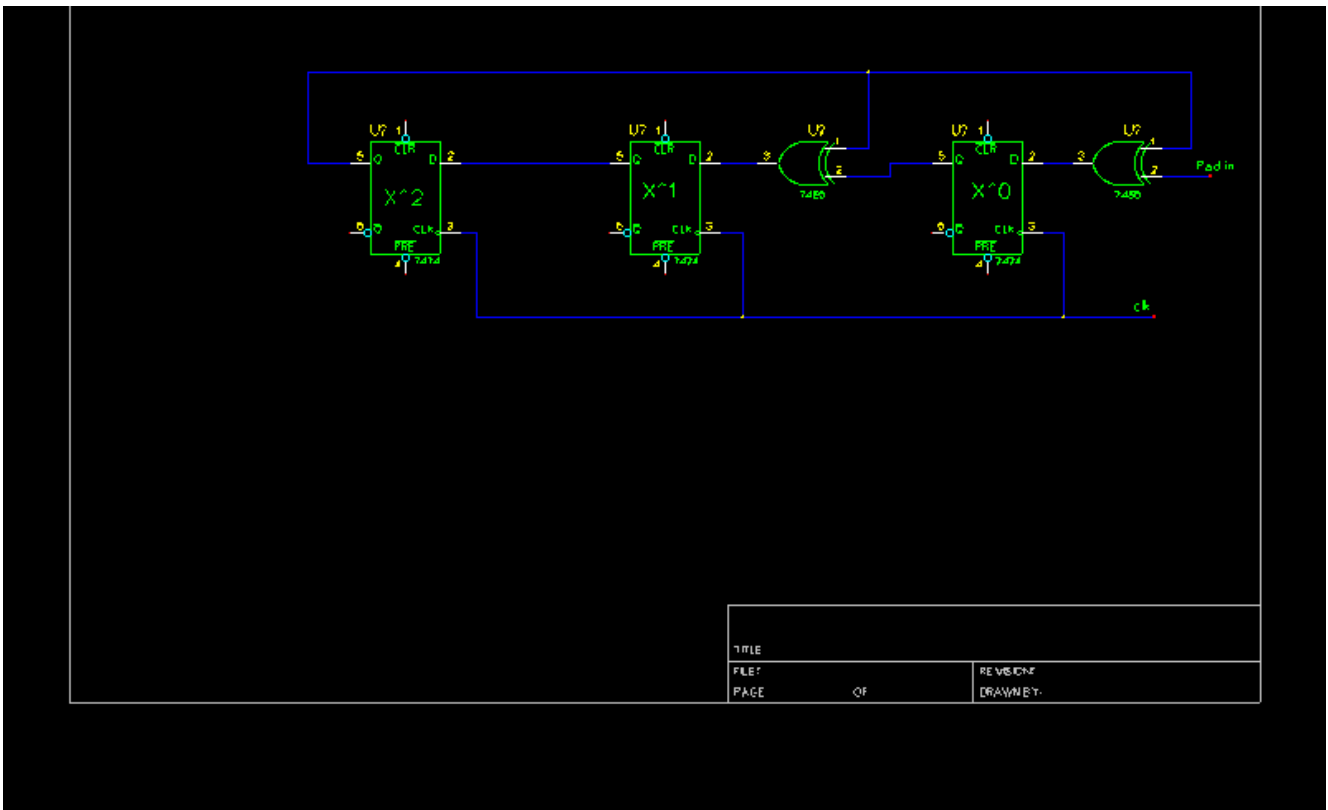 U? 1 U? 1 U? U? 1 U?
CLR CLR 1 CLR 1
5 Q D 2 5 Q D 2 3 5 Q D 2 3 Pad in
2 2
X^2 X^1 X^0
6 Q CLK 3 6 Q CLK 3 6 Q CLK 3
PRE PRE PRE
4 7474 4 7474 4 7474
clk
TITLE
FILE:
REVISION:
PAGE OF
DRAWN BY: